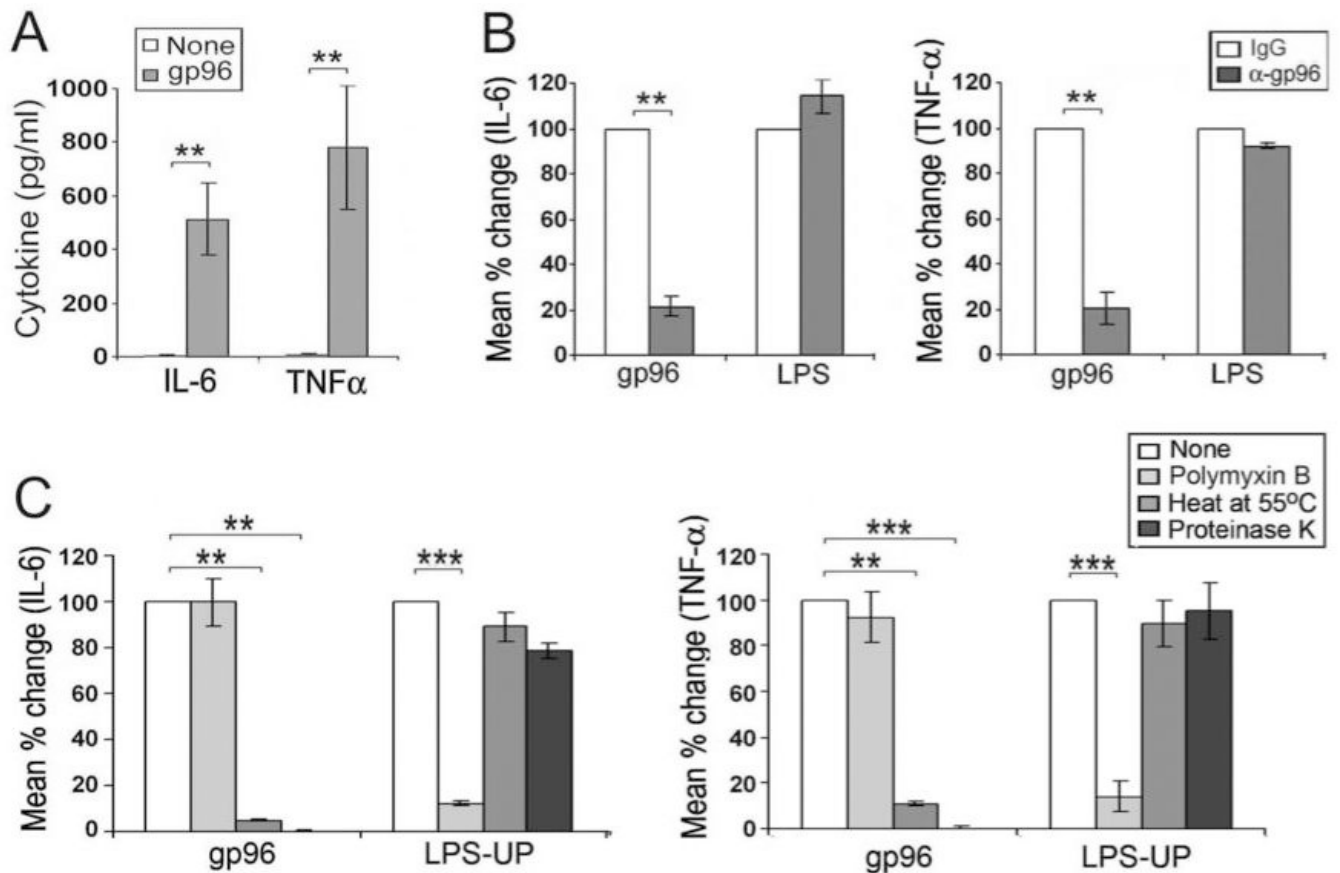 A
None
gp96
Cytokine (pg/ml)
1000
800
600
400
200
0
**
**
IL-6
TNFα
B
IgG
α-gp96
Mean % change (IL-6)
120
100
80
60
40
20
0
**
gp96
LPS
Mean % change (TNF-α)
120
100
80
60
40
20
0
**
gp96
LPS
C
None
Polymyxin B
Heat at 55ºC
Proteinase K
Mean % change (IL-6)
120
100
80
60
40
20
0
**
**
***
gp96
LPS-UP
Mean % change (TNF-α)
120
100
80
60
40
20
0
***
**
***
gp96
LPS-UP